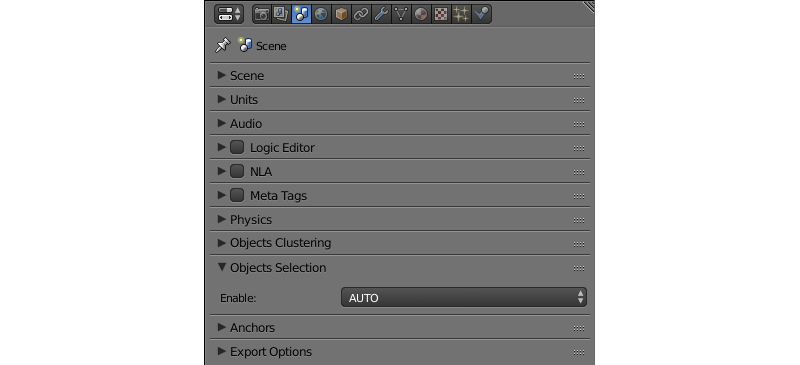 Scene
Scene
Units
Audio
Logic Editor
NLA
Meta Tags
Physics
Objects Clustering
Objects Selection
Enable: AUTO
Anchors
Export Options